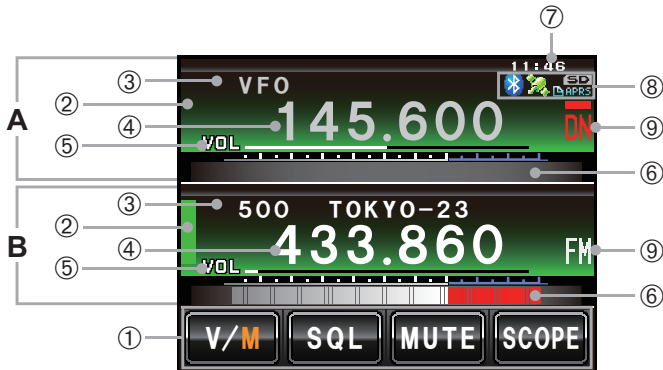 ⑦
11:46
③ VFO SD ⑧
② APRS
A ④ 145.600 DN ⑨
⑤ VOL
⑥
③ 500 TOKYO-23
②
B ④ 433.860 FM ⑨
⑤ VOL
⑥
① V/M SQL MUTE SCOPE